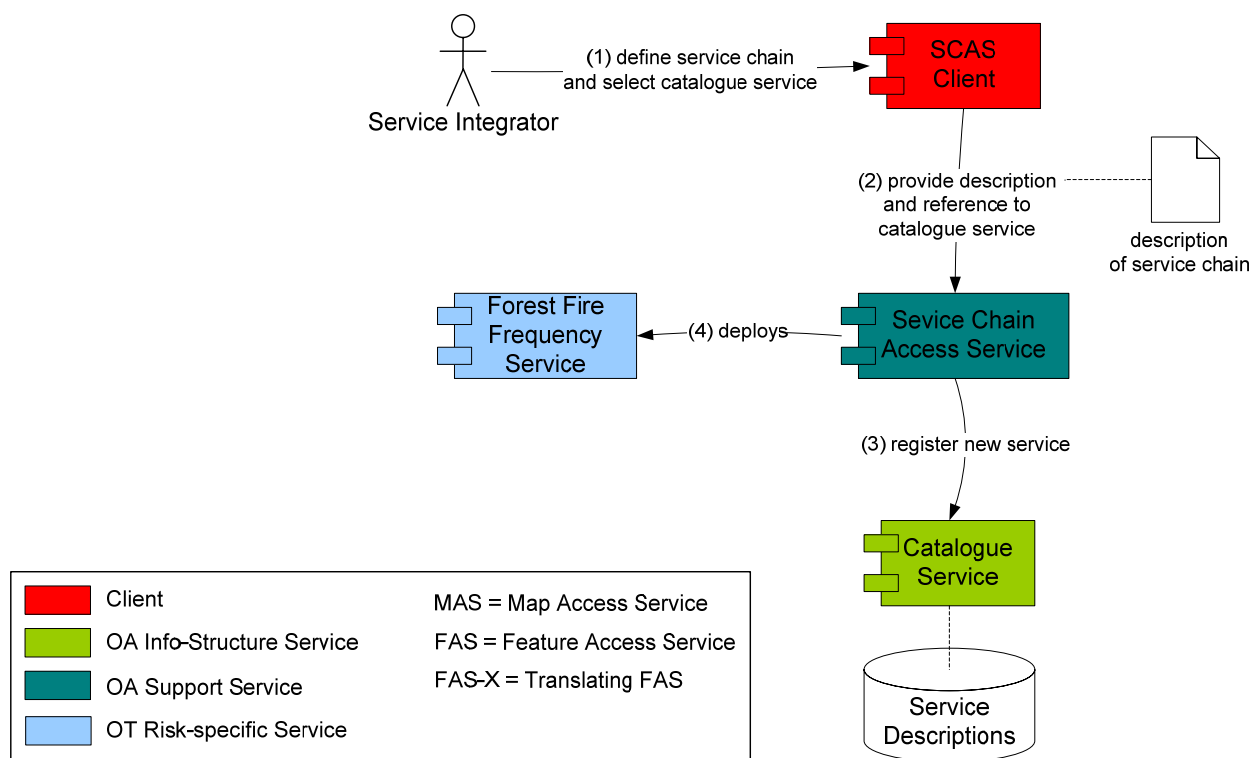 (1) define service chain
and select catalogue service
SCAS
Client
Service Integrator
(2) provide description
and reference to
catalogue service
description
of service chain
Forest Fire
Frequency
Service
(4) deploys
Sevice Chain
Access Service
(3) register new service
Catalogue
Service
Service
Descriptions
Client
OA Info-Structure Service
OA Support Service
OT Risk-specific Service
MAS = Map Access Service
FAS = Feature Access Service
FAS-X = Translating FAS